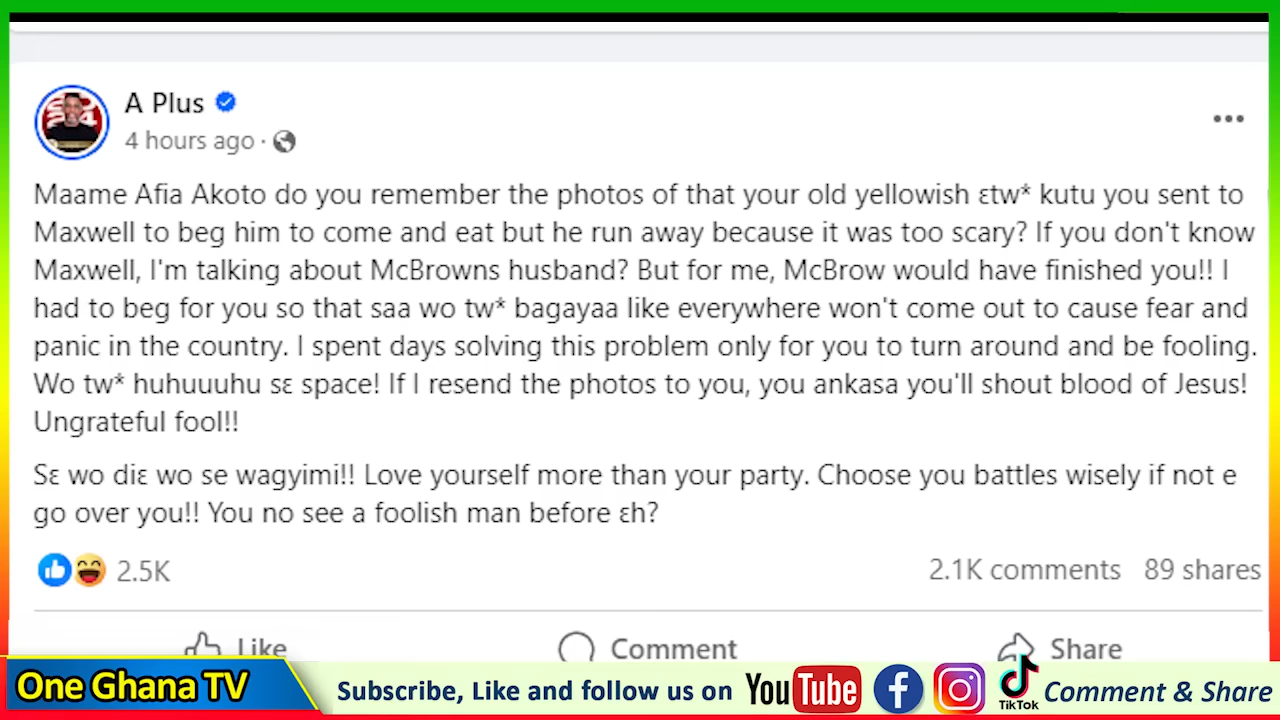 A Plus
4 hours ago ·
Maame Afia Akoto do you remember the photos of that your old yellowish ɛtw* kutu you sent to
Maxwell to beg him to come and eat but he run away because it was too scary? If you don't know
Maxwell, I'm talking about McBrowns husband? But for me, McBrow would have finished you!! I
had to beg for you so that saa wo tw* bagayaa like everywhere won't come out to cause fear and
panic in the country. I spent days solving this problem only for you to turn around and be fooling.
Wo tw* huhuuuhu sɛ space! If I resend the photos to you, you ankasa you'll shout blood of Jesus!
Ungrateful fool!!
Sɛ wo diɛ wo se wagyimi!! Love yourself more than your party. Choose you battles wisely if not e
go over you!! You no see a foolish man before ɛh?
2.5K 2.1K comments 89 shares
Like Comment Share
One Ghana TV Subscribe, Like and follow us on YouTube TikTok Comment & Share